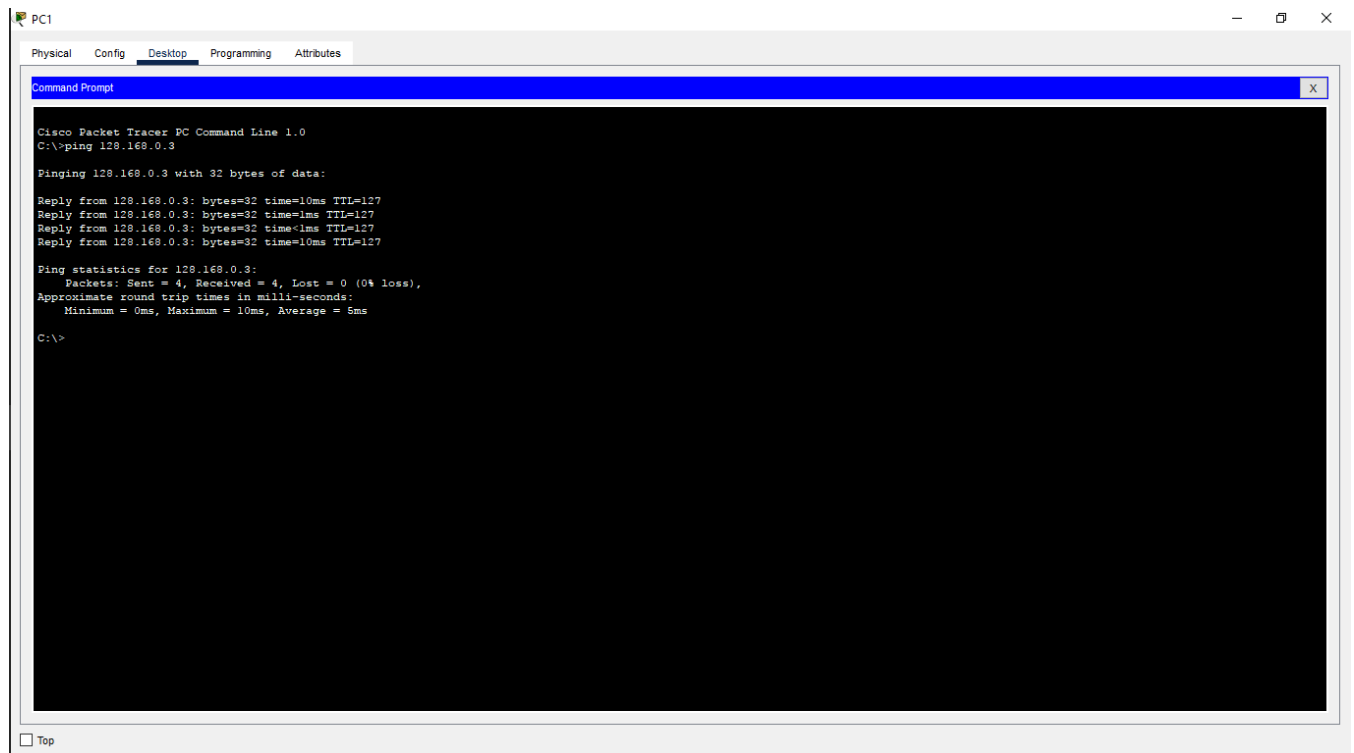 PC1
Physical Config Desktop Programming Attributes
Command Prompt
X
Cisco Packet Tracer PC Command Line 1.0
C:\>ping 128.168.0.3
Pinging 128.168.0.3 with 32 bytes of data:
Reply from 128.168.0.3: bytes=32 time=10ms TTL=127
Reply from 128.168.0.3: bytes=32 time=1ms TTL=127
Reply from 128.168.0.3: bytes=32 time<1ms TTL=127
Reply from 128.168.0.3: bytes=32 time=10ms TTL=127
Ping statistics for 128.168.0.3:
Packets: Sent = 4, Received = 4, Lost = 0 (0% loss),
Approximate round trip times in milli-seconds:
Minimum = 0ms, Maximum = 10ms, Average = 5ms
C:\>
Top